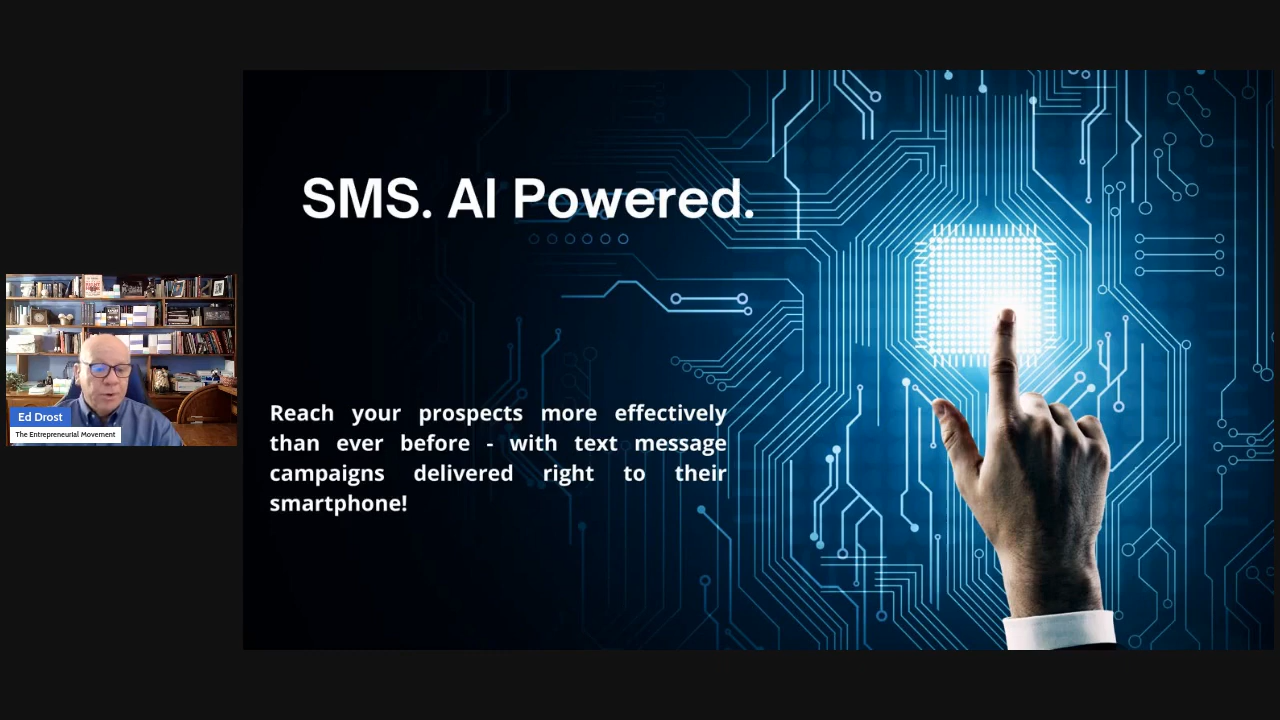 SMS. AI Powered.
Reach your prospects more effectively
than ever before - with text message
campaigns delivered right to their
smartphone!
Ed Drost
The Entrepreneurial Movement